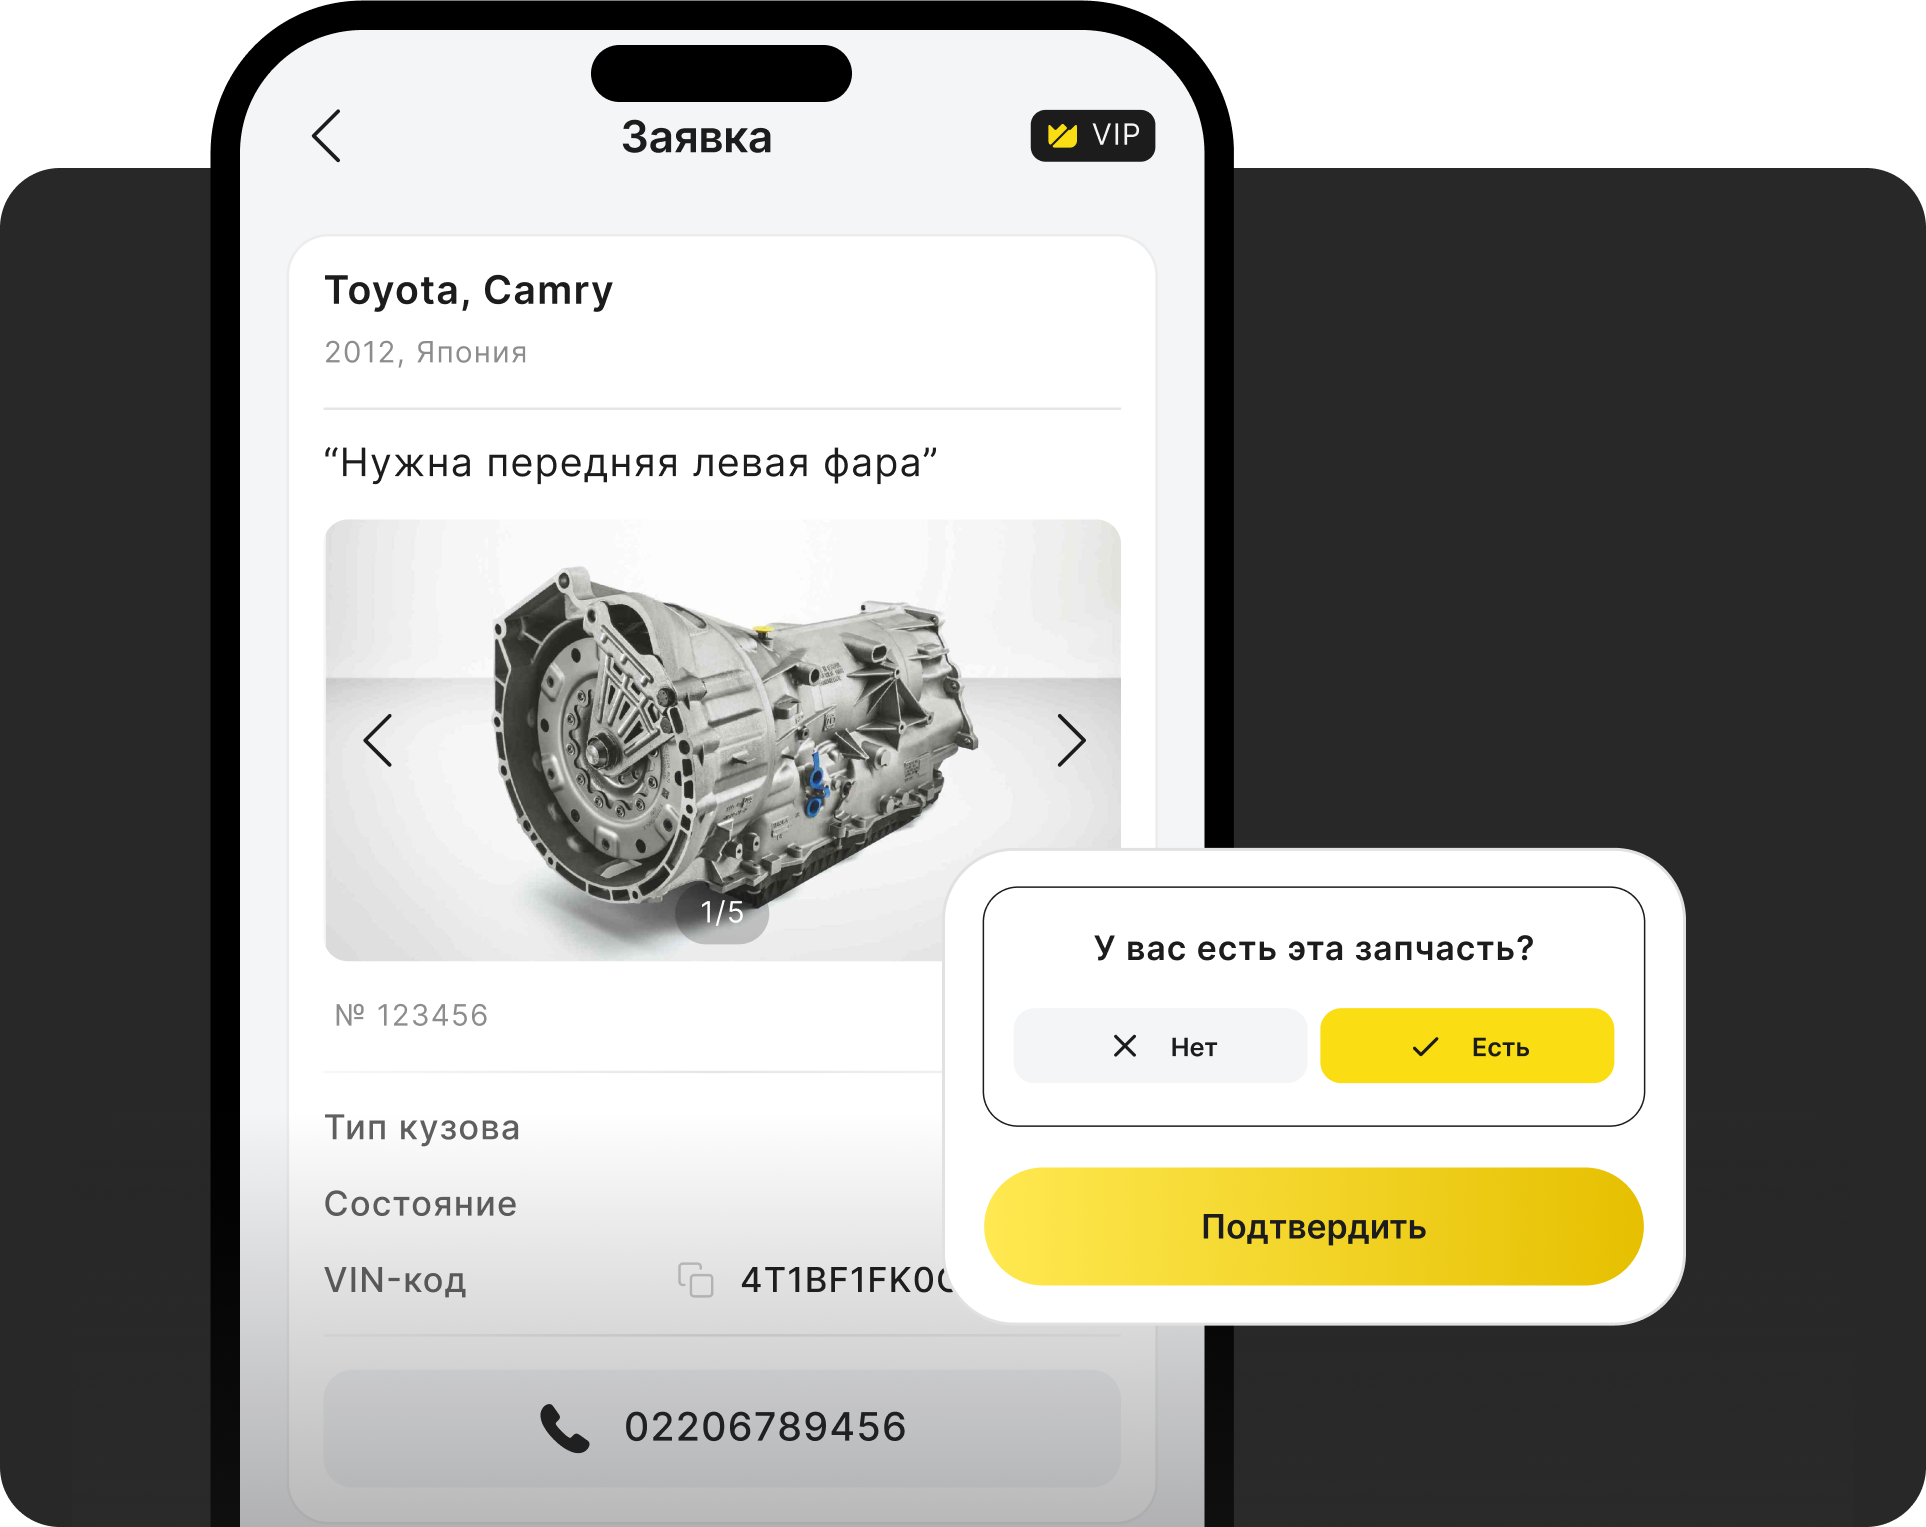 Заявка
VIP
Toyota, Camry
2012, Япония
“Нужна передняя левая фара”
1/5
№ 123456
Тип кузова
Состояние
VIN-код
4T1BF1FK0
02206789456
У вас есть эта запчасть?
Нет
Есть
Подтвердить